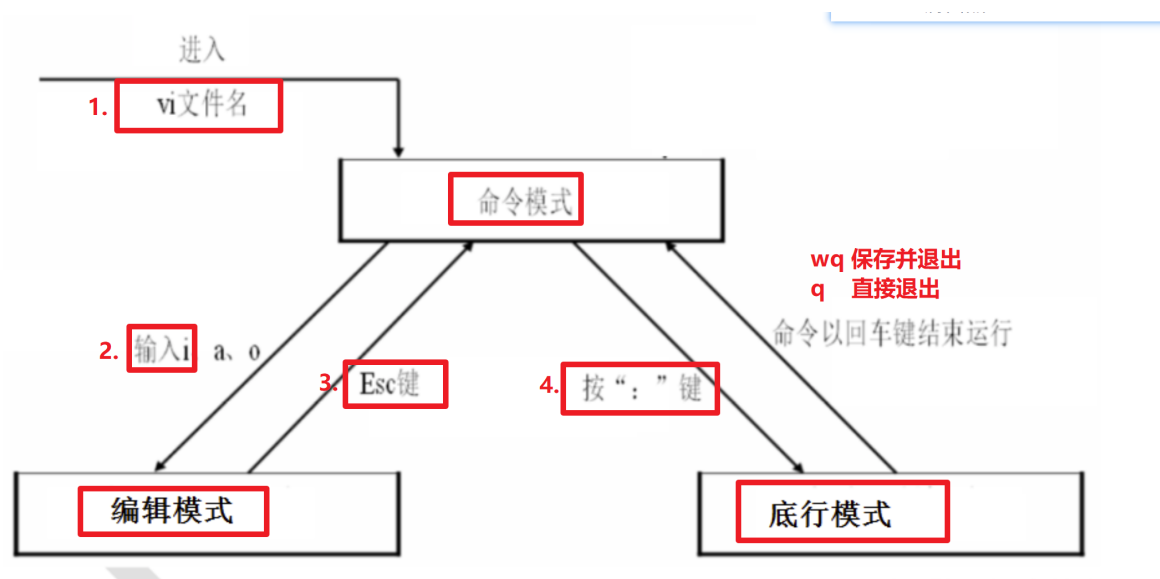 进入
1. vi文件名
命令模式
wq 保存并退出
q 直接退出
命令以回车键结束运行
2. 输入i、a、o
3. Esc键
4. 按“：”键
编辑模式
底行模式